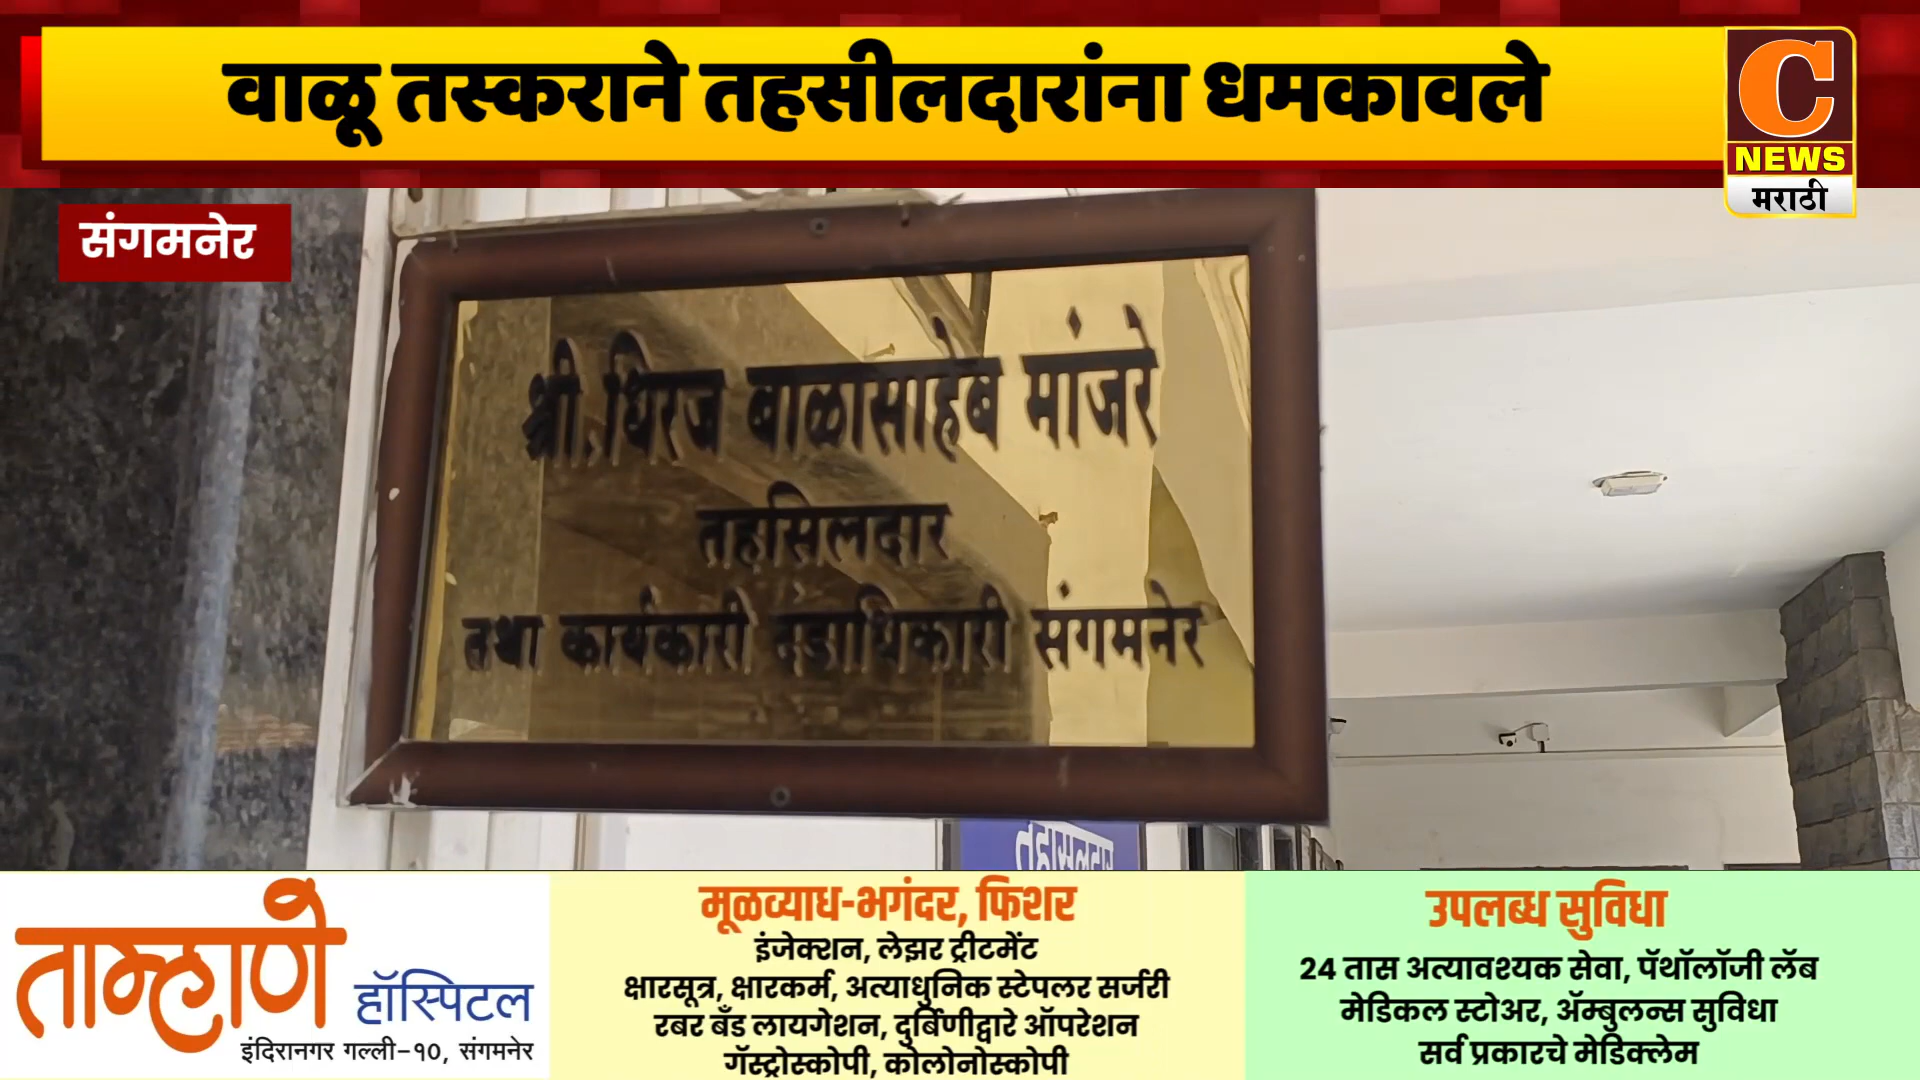 वाळू तस्कराने तहसीलदारांना धमकावले
C
NEWS
मराठी
संगमनेर
श्री. धिरज बाळासाहेब मांजरे
तहसिलदार
तथा कार्यकारी दंडाधिकारी संगमनेर
तहसिलदार
ताम्हाणे
हॉस्पिटल
इंदिरानगर गल्ली-१०, संगमनेर
मूळव्याध-भगंदर, फिशर
इंजेक्शन, लेझर ट्रीटमेंट
क्षारसूत्र, क्षारकर्म, अत्याधुनिक स्टेपलर सर्जरी
रबर बँड लायगेशन, दुर्बिणीद्वारे ऑपरेशन
गॅस्ट्रोस्कोपी, कोलोनोस्कोपी
उपलब्ध सुविधा
24 तास अत्यावश्यक सेवा, पॅथॉलॉजी लॅब
मेडिकल स्टोअर, ॲम्बुलन्स सुविधा
सर्व प्रकारचे मेडिक्लेम